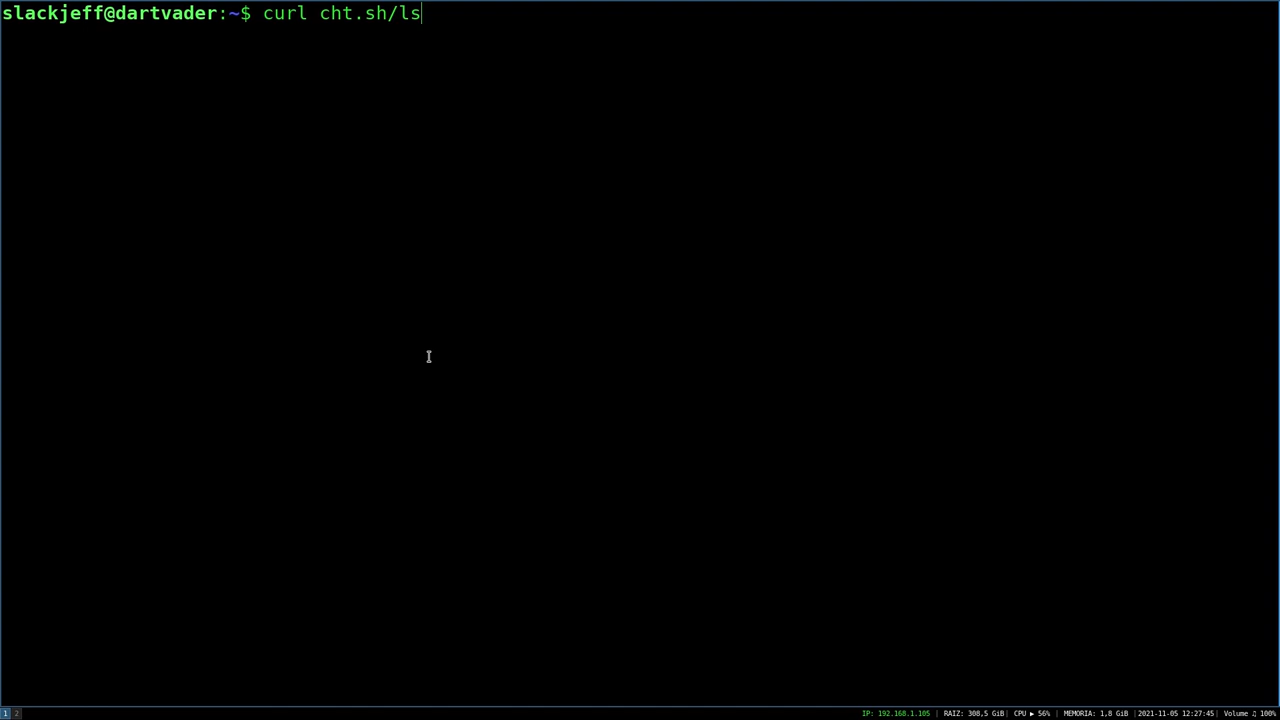 slackjeff@dartvader:~$ curl cht.sh/ls
1 2 IP: 192.168.1.105 | RAIZ: 308,5 GiB| CPU ▶ 56% | MEMORIA: 1,8 GiB |2021-11-05 12:27:45| Volume ♫ 100%